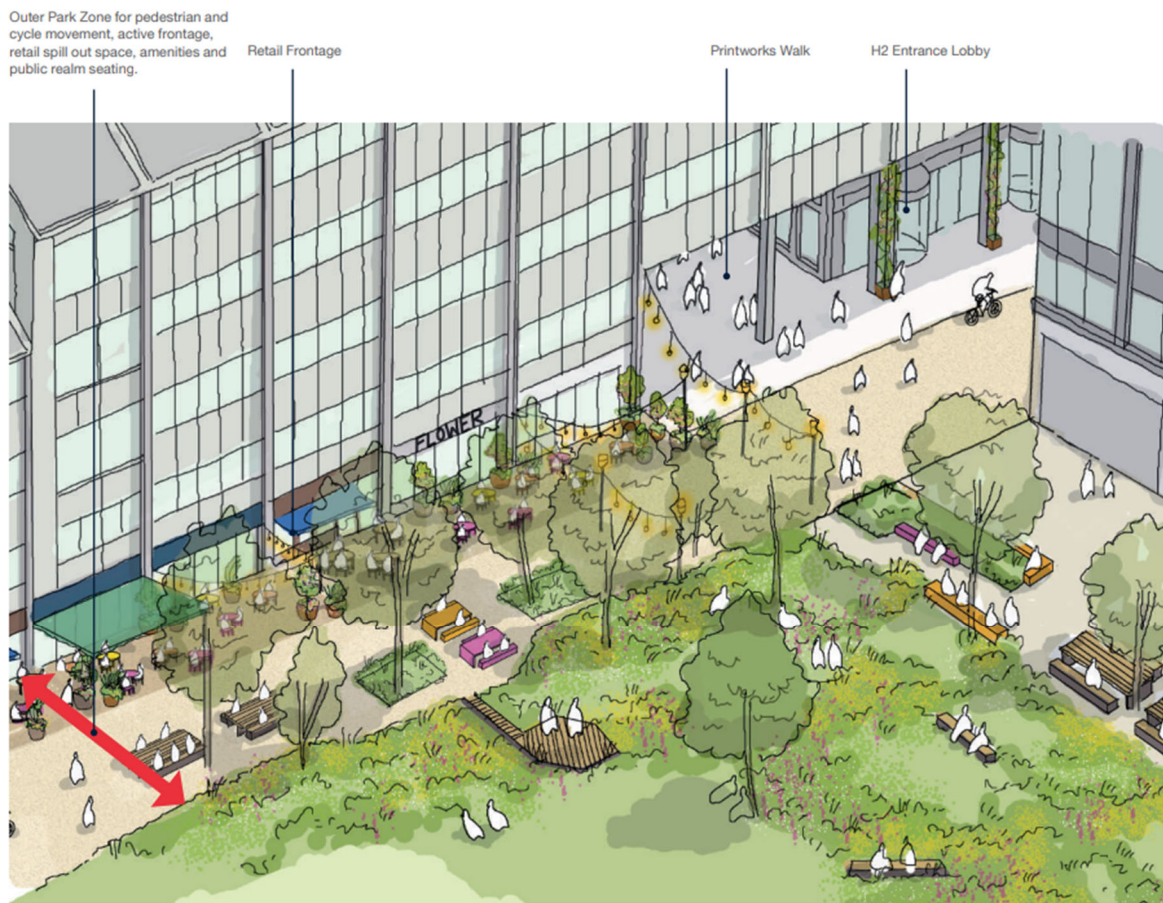 Outer Park Zone for pedestrian and
cycle movement, active frontage,
retail spill out space, amenities and
public realm seating.
Retail Frontage
Printworks Walk
H2 Entrance Lobby
FLOWER